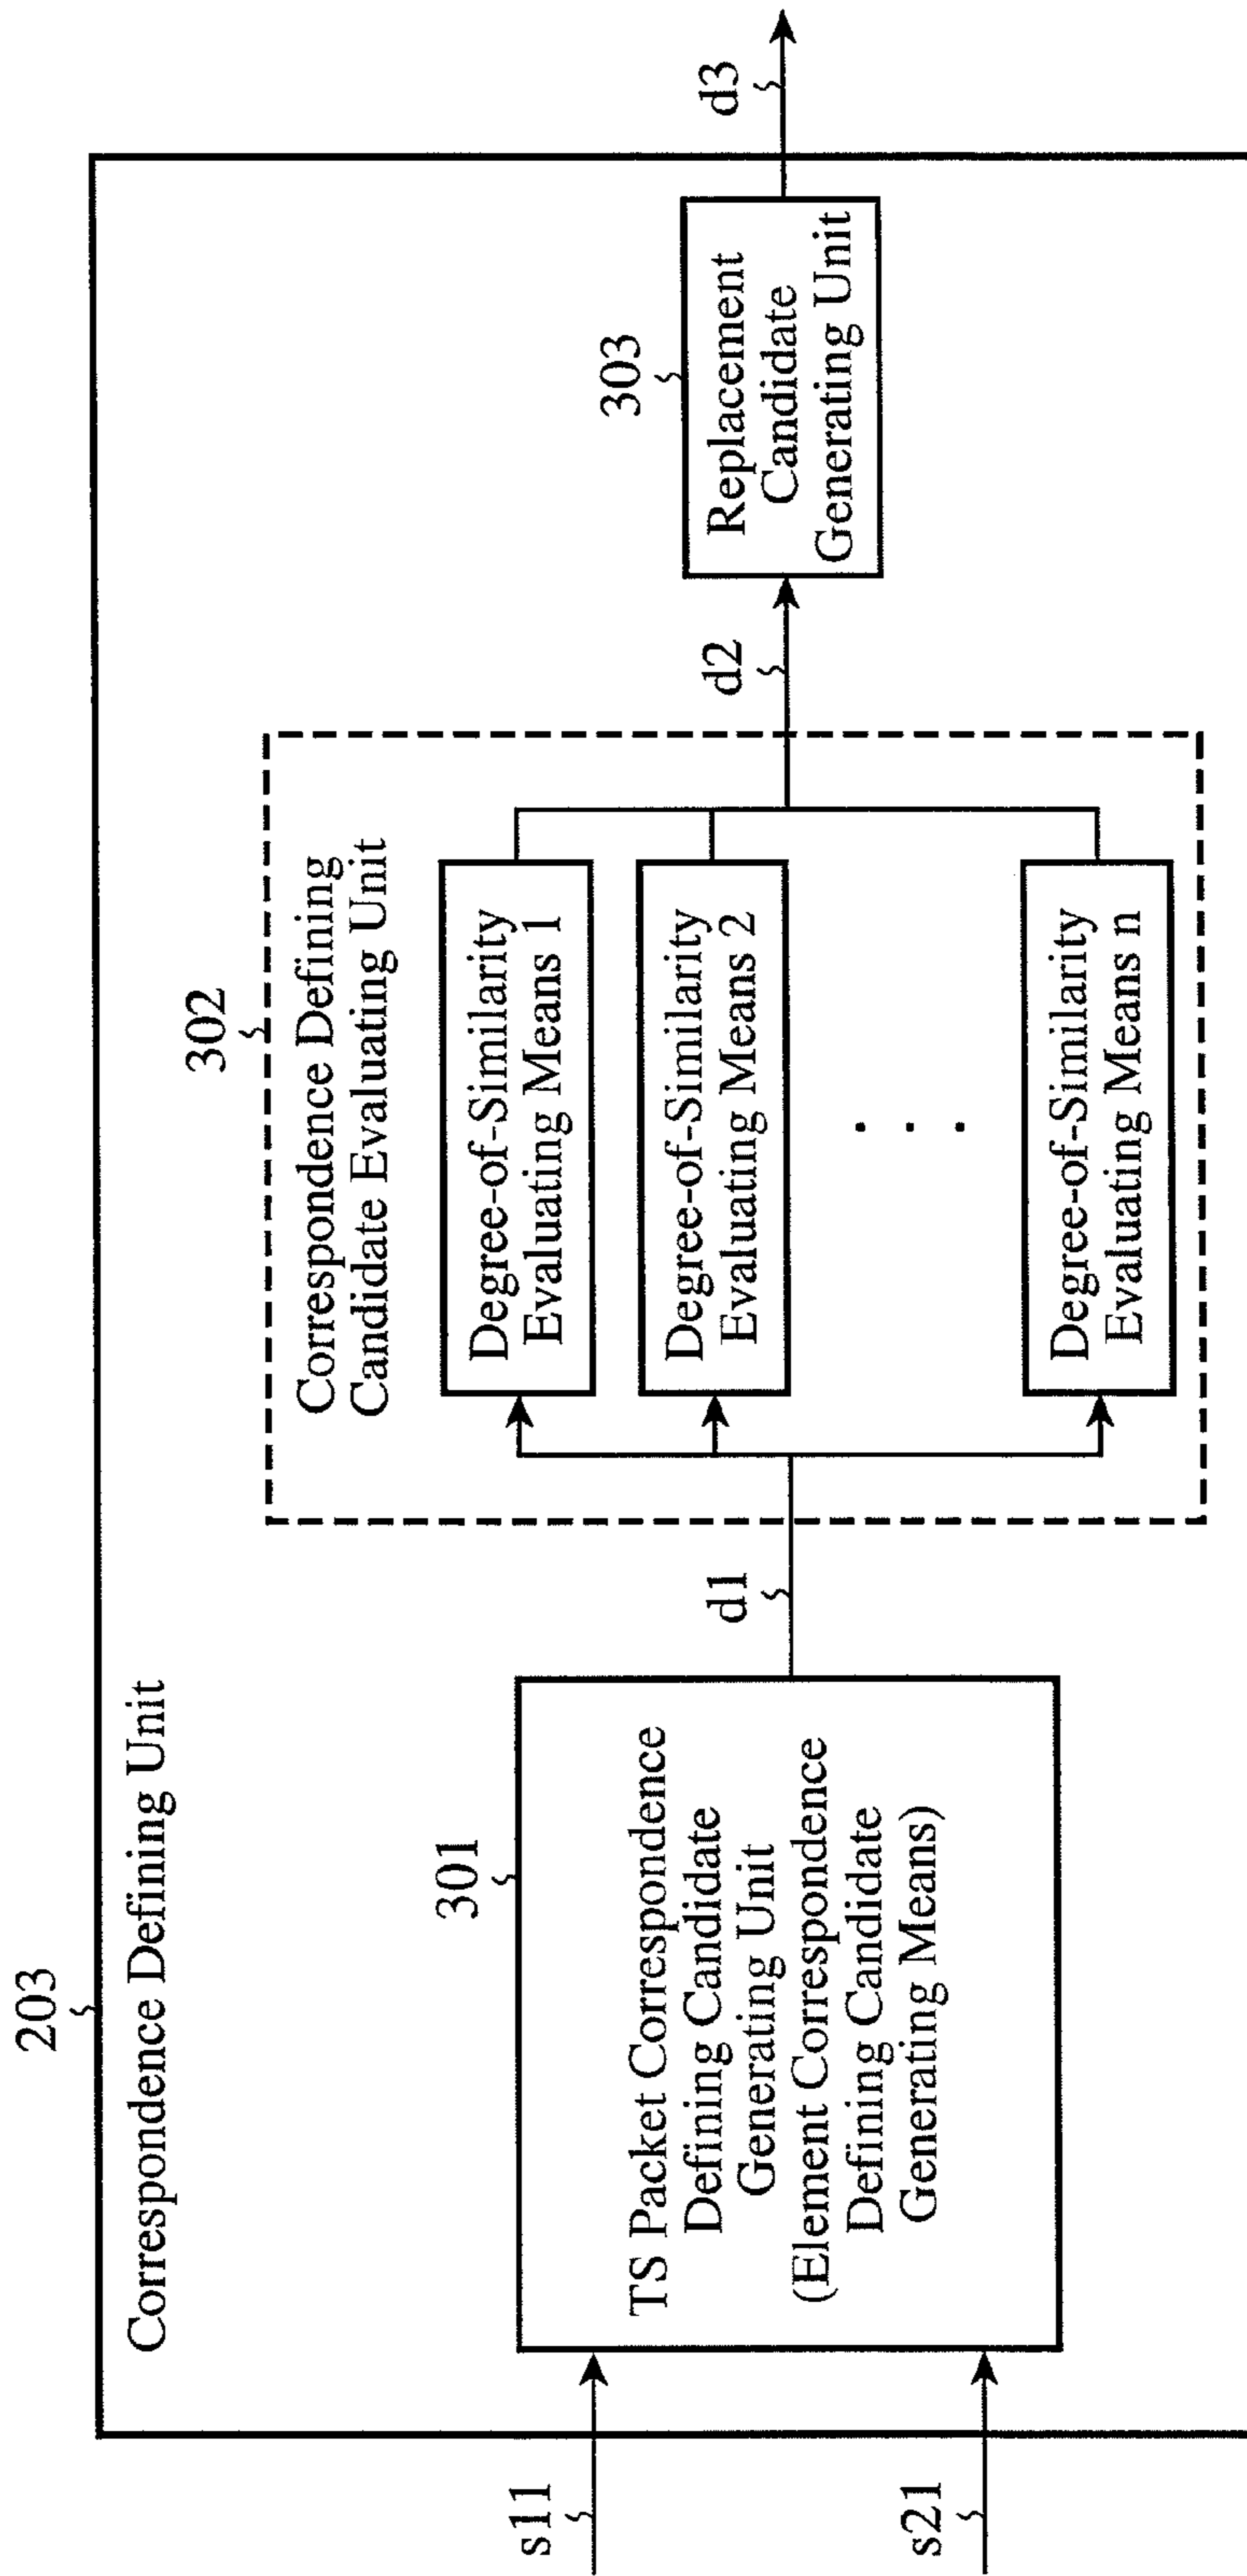 203
Correspondence Defining Unit
s11
s21
301
TS Packet Correspondence
Defining Candidate
Generating Unit
(Element Correspondence
Defining Candidate
Generating Means)
d1
302
Correspondence Defining
Candidate Evaluating Unit
Degree-of-Similarity
Evaluating Means 1
Degree-of-Similarity
Evaluating Means 2
. . .
Degree-of-Similarity
Evaluating Means n
d2
303
Replacement
Candidate
Generating Unit
d3